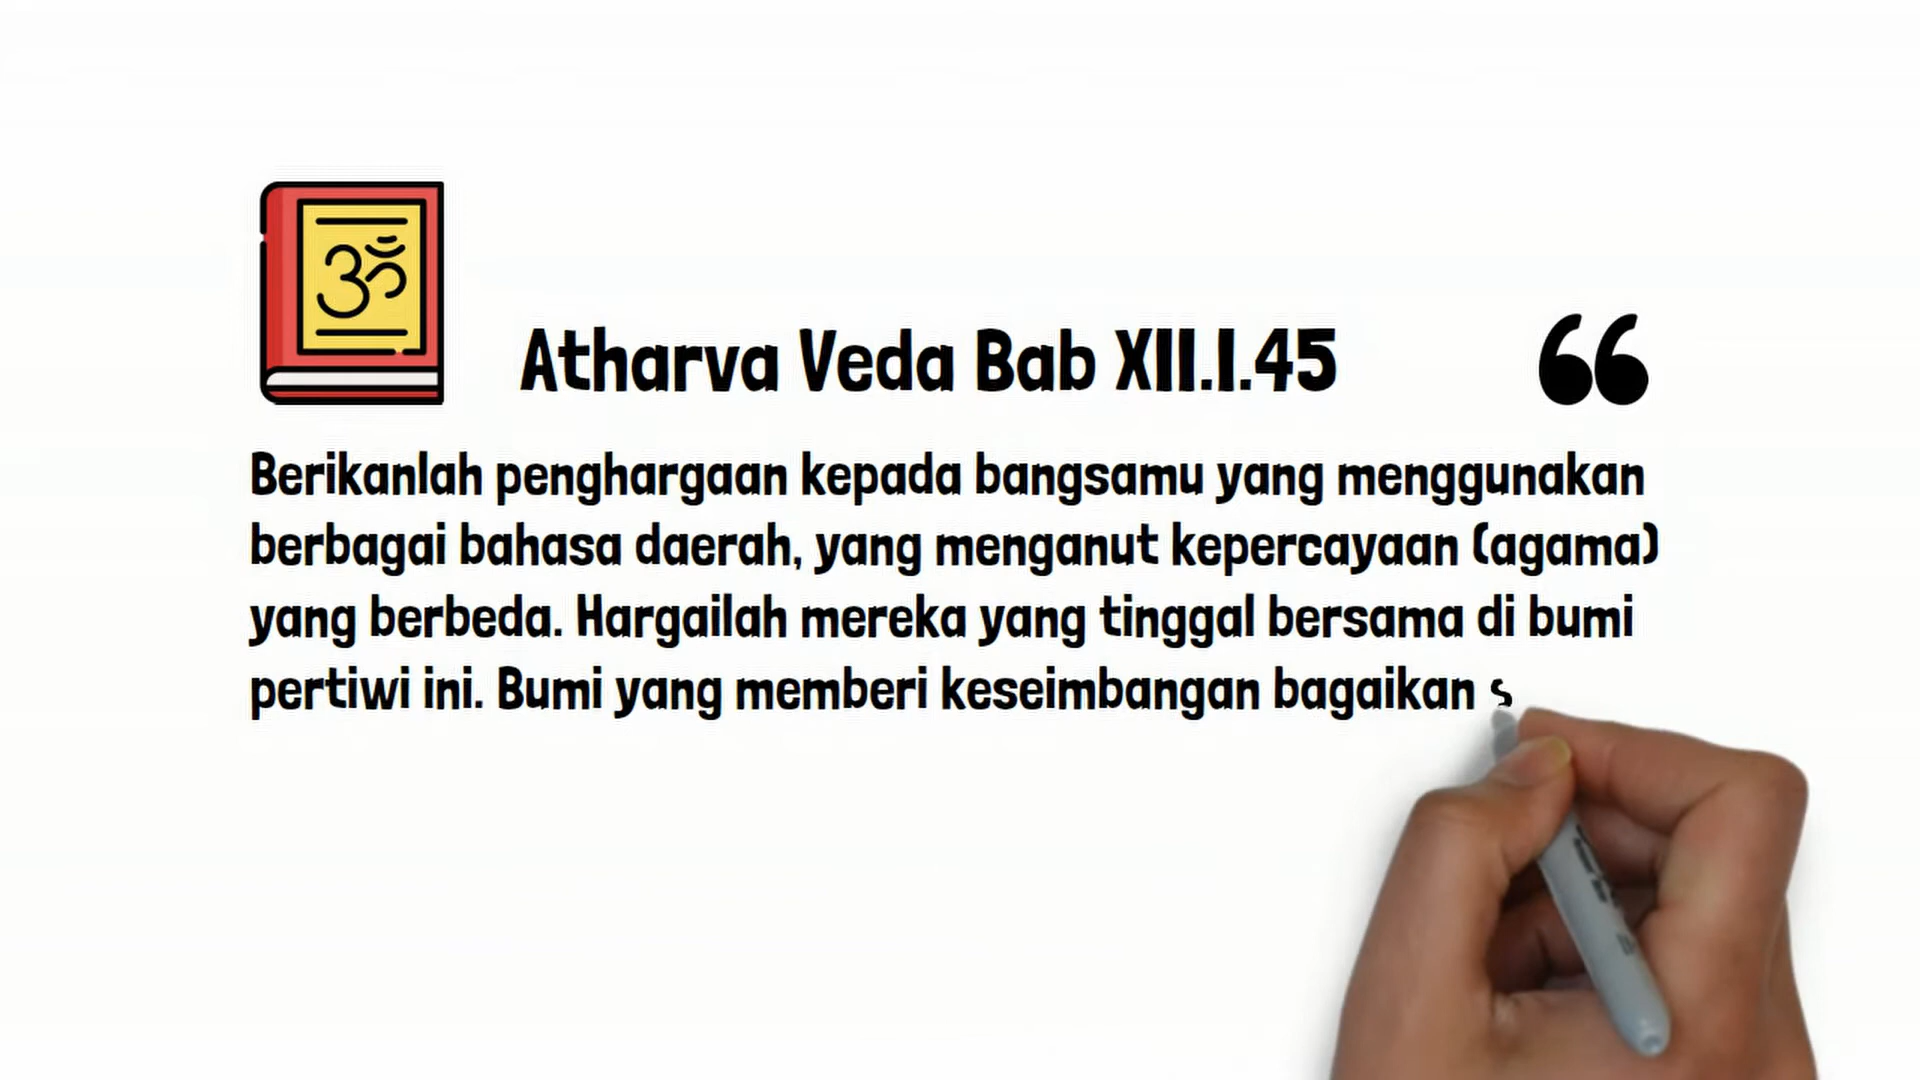 ॐ
Atharva Veda Bab XII.I.45
“
Berikanlah penghargaan kepada bangsamu yang menggunakan
berbagai bahasa daerah, yang menganut kepercayaan (agama)
yang berbeda. Hargailah mereka yang tinggal bersama di bumi
pertiwi ini. Bumi yang memberi keseimbangan bagaikan s